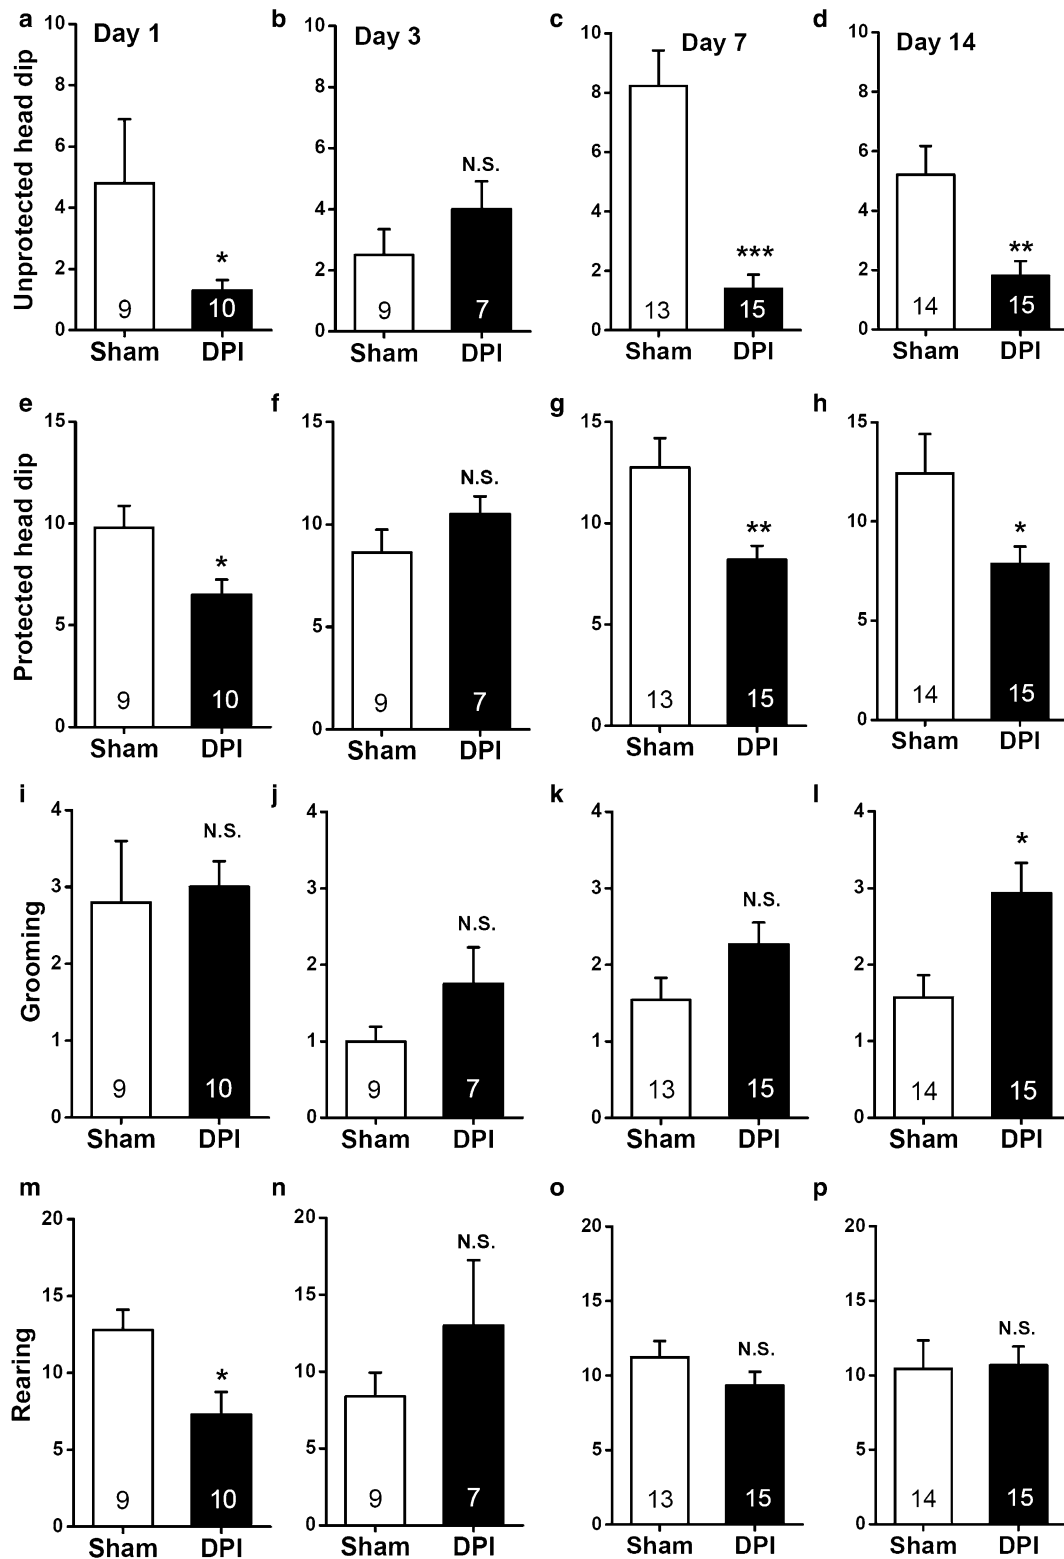 a b c d
Day 1 Day 3 Day 7 Day 14
Unprotected head dip
10 8 6 4 2 0
10 8 6 4 2 0
10 8 6 4 2 0
10 8 6 4 2 0
* N.S. *** **
9 10 9 7 13 15 14 15
Sham DPI Sham DPI Sham DPI Sham DPI
e f g h
Protected head dip
15 10 5 0
15 10 5 0
15 10 5 0
15 10 5 0
* N.S. ** *
9 10 9 7 13 15 14 15
Sham DPI Sham DPI Sham DPI Sham DPI
i j k l
Grooming
4 3 2 1 0
4 3 2 1 0
4 3 2 1 0
4 3 2 1 0
N.S. N.S. N.S. *
9 10 9 7 13 15 14 15
Sham DPI Sham DPI Sham DPI Sham DPI
m n o p
Rearing
20 15 10 5 0
20 15 10 5 0
20 15 10 5 0
20 15 10 5 0
* N.S. N.S. N.S.
9 10 9 7 13 15 14 15
Sham DPI Sham DPI Sham DPI Sham DPI